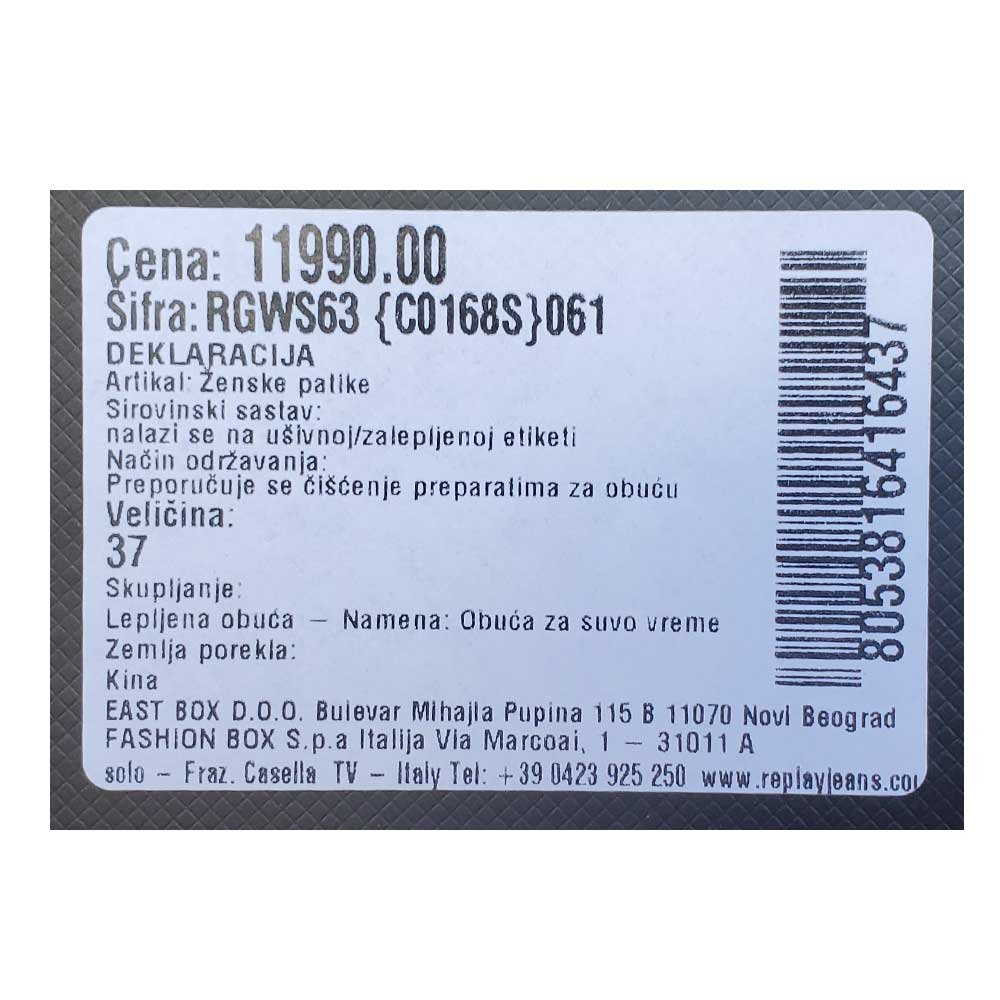 Cena: 11990.00
Šifra: RGWS63 {C0168S}061
DEKLARACIJA
Artikal: Ženske patike
Sirovinski sastav:
nalazi se na ušivnoj/zalepljenoj etiketi
Način održavanja:
Preporučuje se čišćenje preparatima za obuću
Veličina:
37
Skupljanje:
Lepljena obuća – Namena: Obuća za suvo vreme
Zemlja porekla:
Kina
EAST BOX D.O.O. Bulevar Mihajla Pupina 115 B 11070 Novi Beograd
FASHION BOX S.p.a Italija Via Marcoai, 1 – 31011 A
solo – Fraz. Casella TV – Italy Tel: +39 0423 925 250 www.replayjeans.co
8053816416437